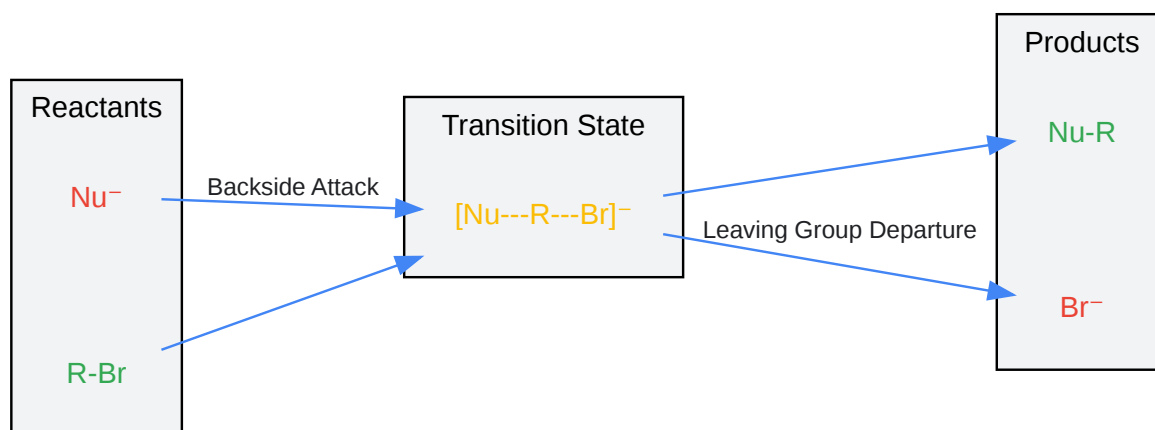 Reactants
Nu⁻
R-Br
Backside Attack
Transition State
[Nu---R---Br]⁻
Leaving Group Departure
Products
Nu-R
Br⁻